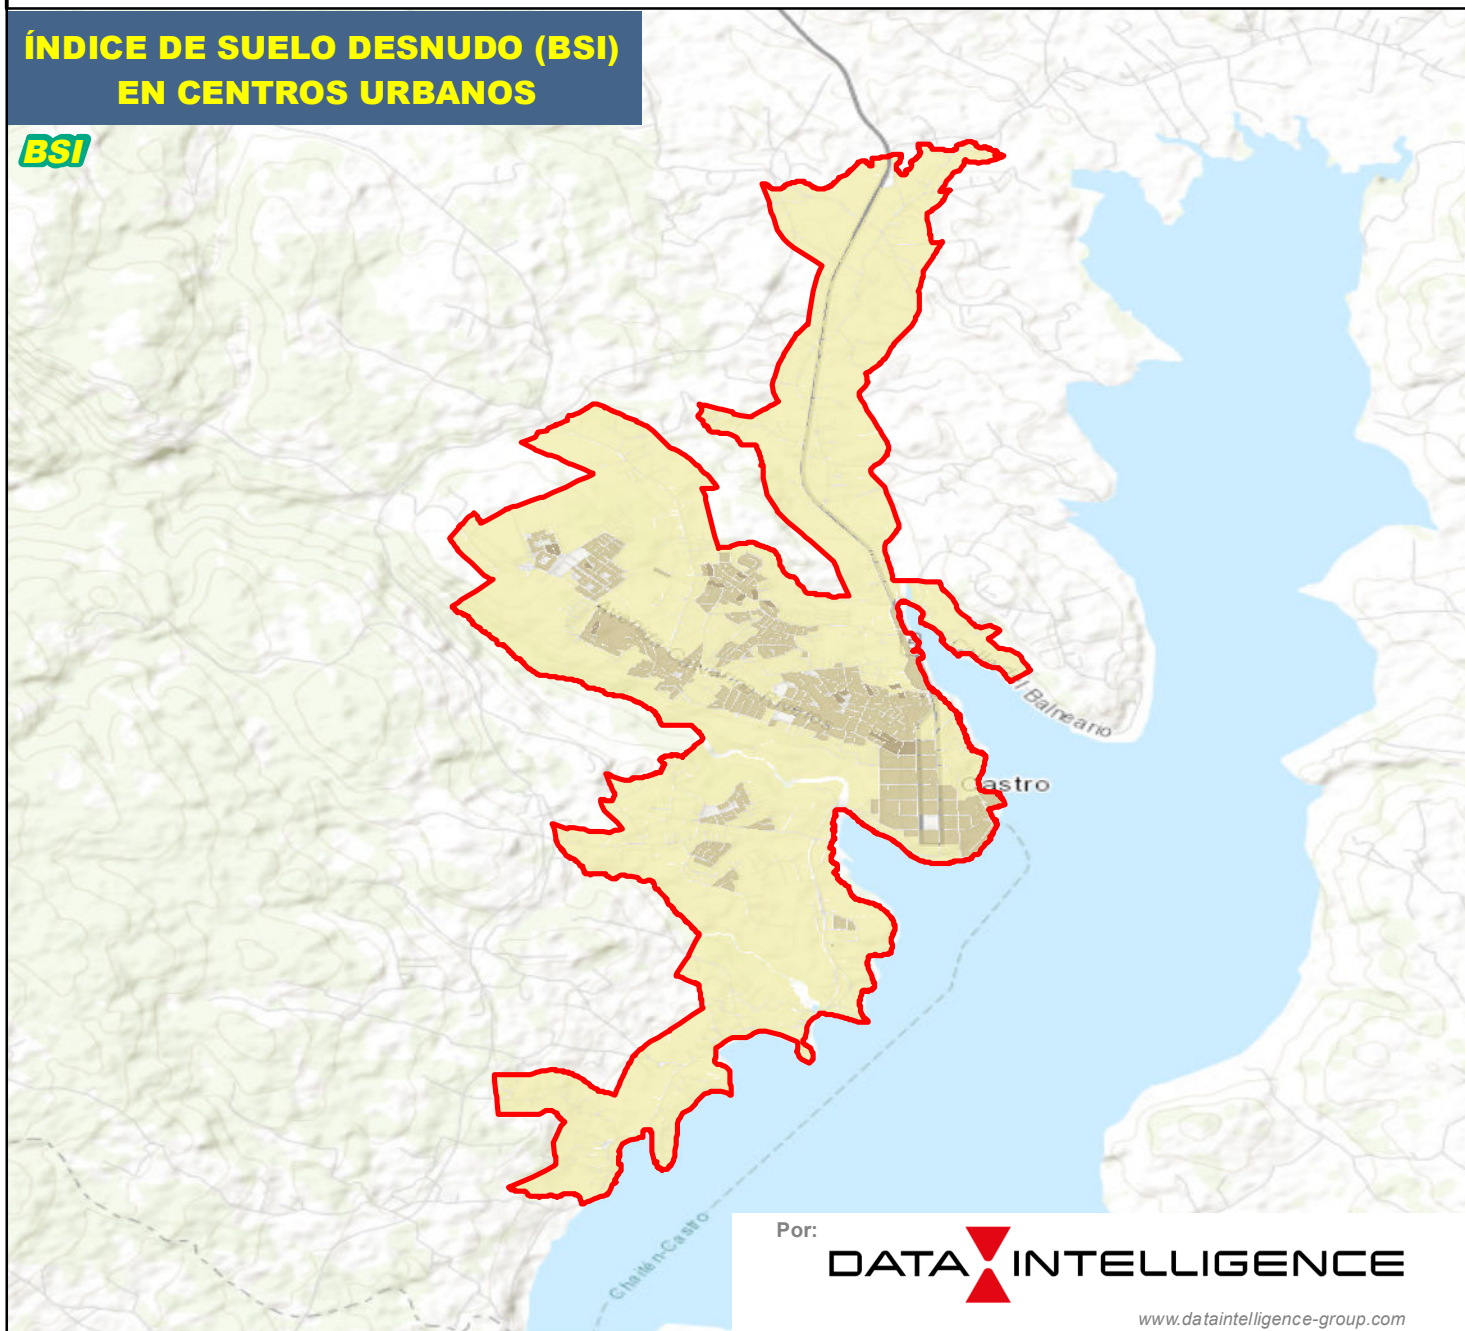 ÍNDICE DE SUELO DESNUDO (BSI)
EN CENTROS URBANOS
BSI
Balneario
Castro
Chaitén-Castro
Por:
DATA INTELLIGENCE
www.dataintelligence-group.com